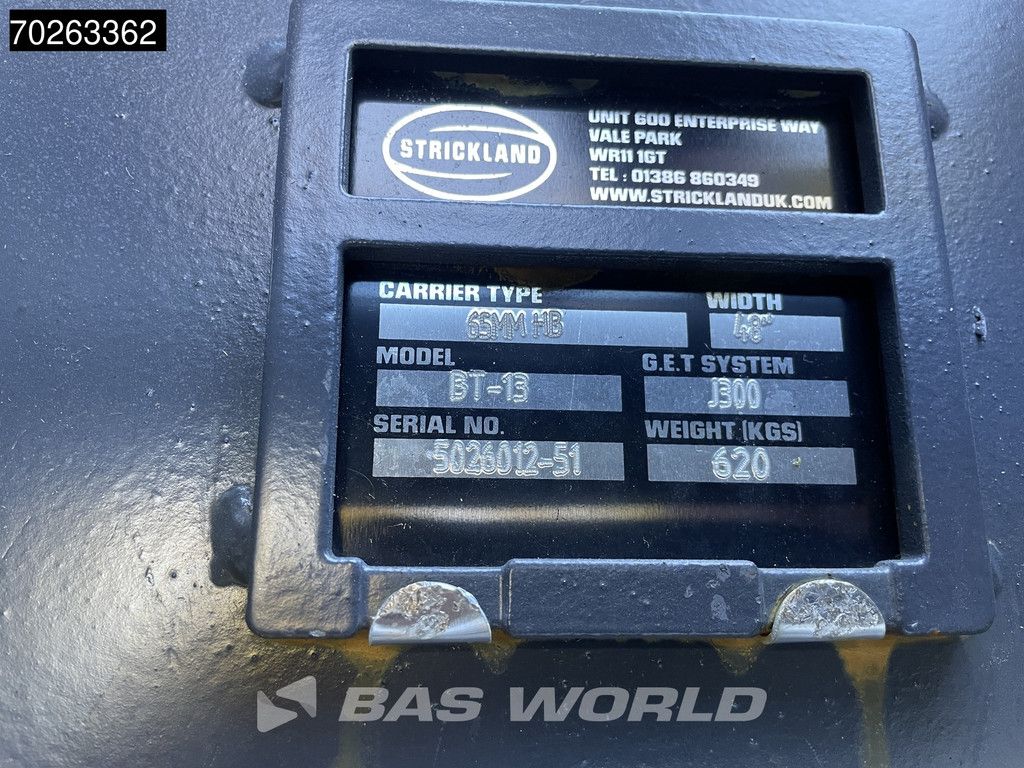 70263362
STRICKLAND
UNIT 600 ENTERPRISE WAY
VALE PARK
WR11 1GT
TEL : 01386 860349
WWW.STRICKLANDUK.COM
CARRIER TYPE
65MM HB
WIDTH
48"
MODEL
BT-13
G.E.T SYSTEM
J300
SERIAL NO.
5026012-51
WEIGHT (KGS)
620
BAS WORLD